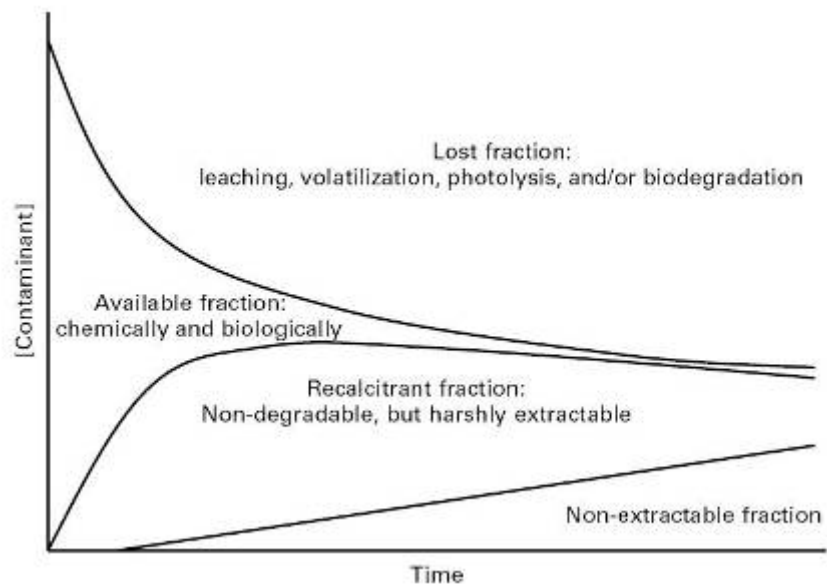 Lost fraction:
leaching, volatilization, photolysis, and/or biodegradation
[Contaminant]
Available fraction:
chemically and biologically
Recalcitrant fraction:
Non-degradable, but harshly extractable
Non-extractable fraction
Time